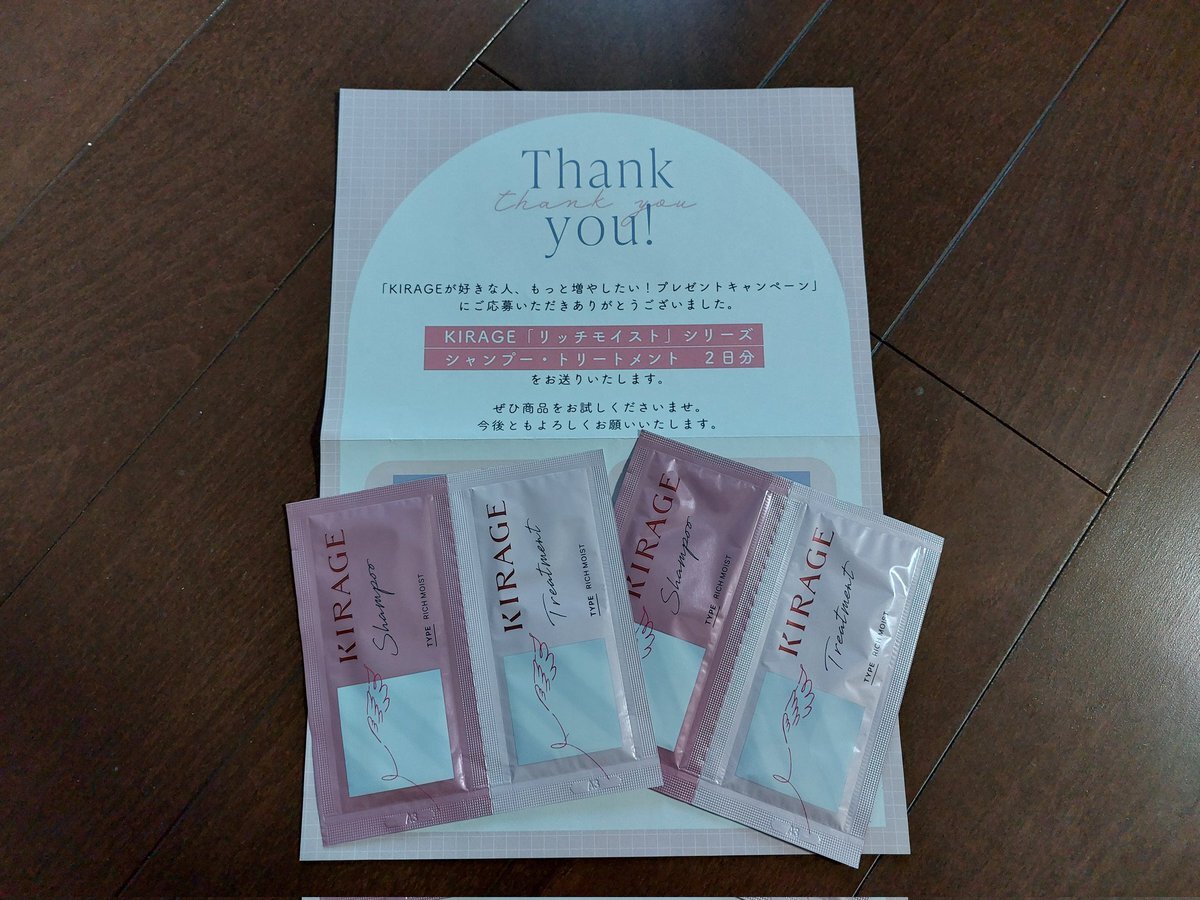 Thank
thank you
you!
「KIRAGEが好きな人、もっと増やしたい！プレゼントキャンペーン」
にご応募いただきありがとうございました。
KIRAGE「リッチモイスト」シリーズ
シャンプー・トリートメント　２日分
をお送りいたします。
ぜひ商品をお試しくださいませ。
今後ともよろしくお願いいたします。
KIRAGE
Shampoo
TYPE RICH MOIST
KIRAGE
Treatment
TYPE RICH MOIST
KIRAGE
Shampoo
TYPE RICH MOIST
KIRAGE
Treatment
TYPE RICH MOIST